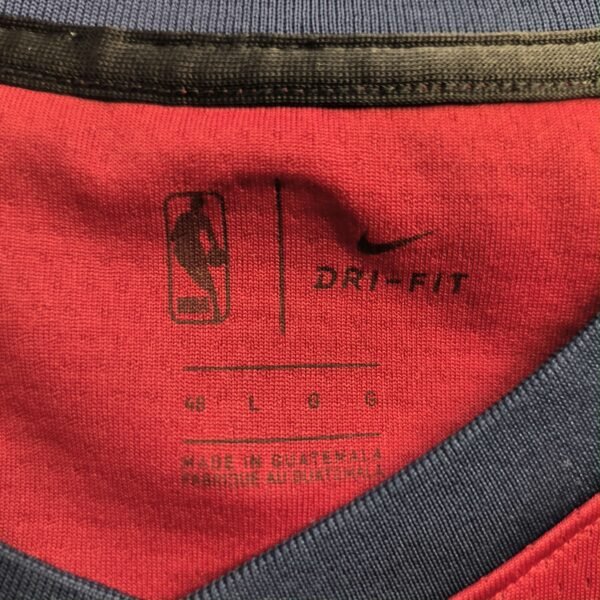 DRI-FIT
48 L G G
MADE IN GUATEMALA
FABRIQUÉ AU GUATEMALA